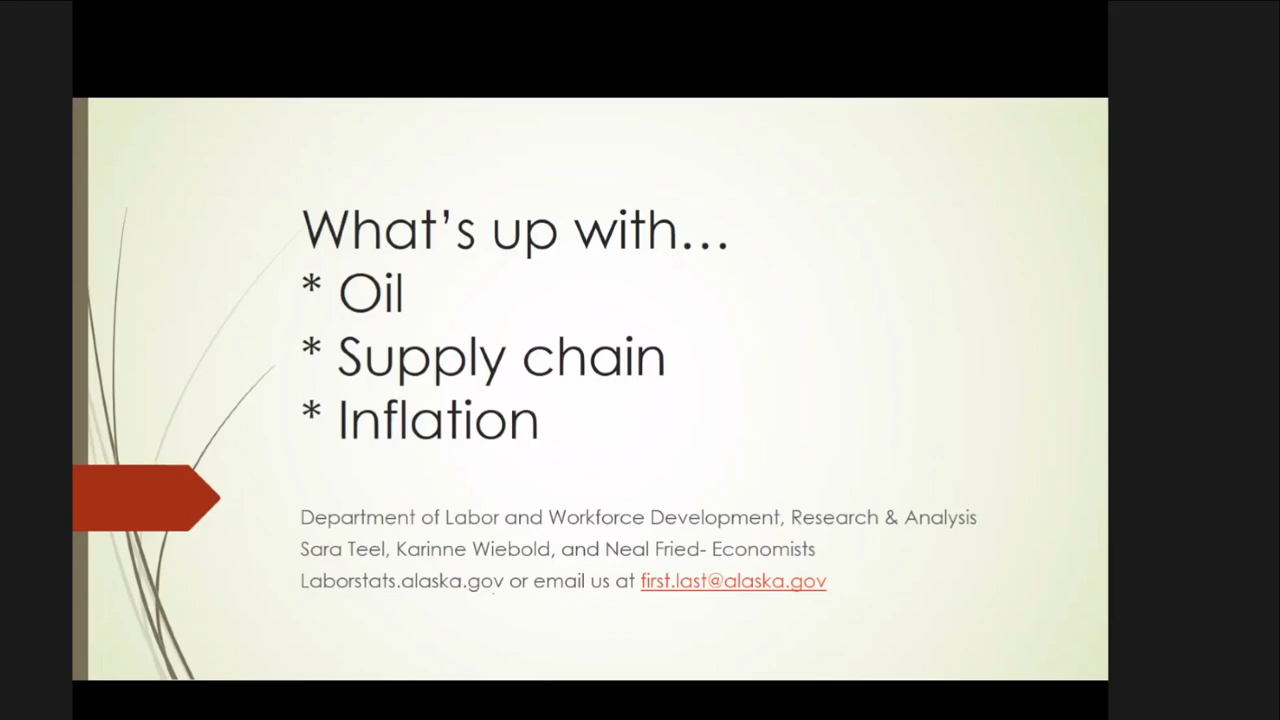 What's up with…
* Oil
* Supply chain
* Inflation
Department of Labor and Workforce Development, Research & Analysis
Sara Teel, Karinne Wiebold, and Neal Fried- Economists
Laborstats.alaska.gov or email us at first.last@alaska.gov